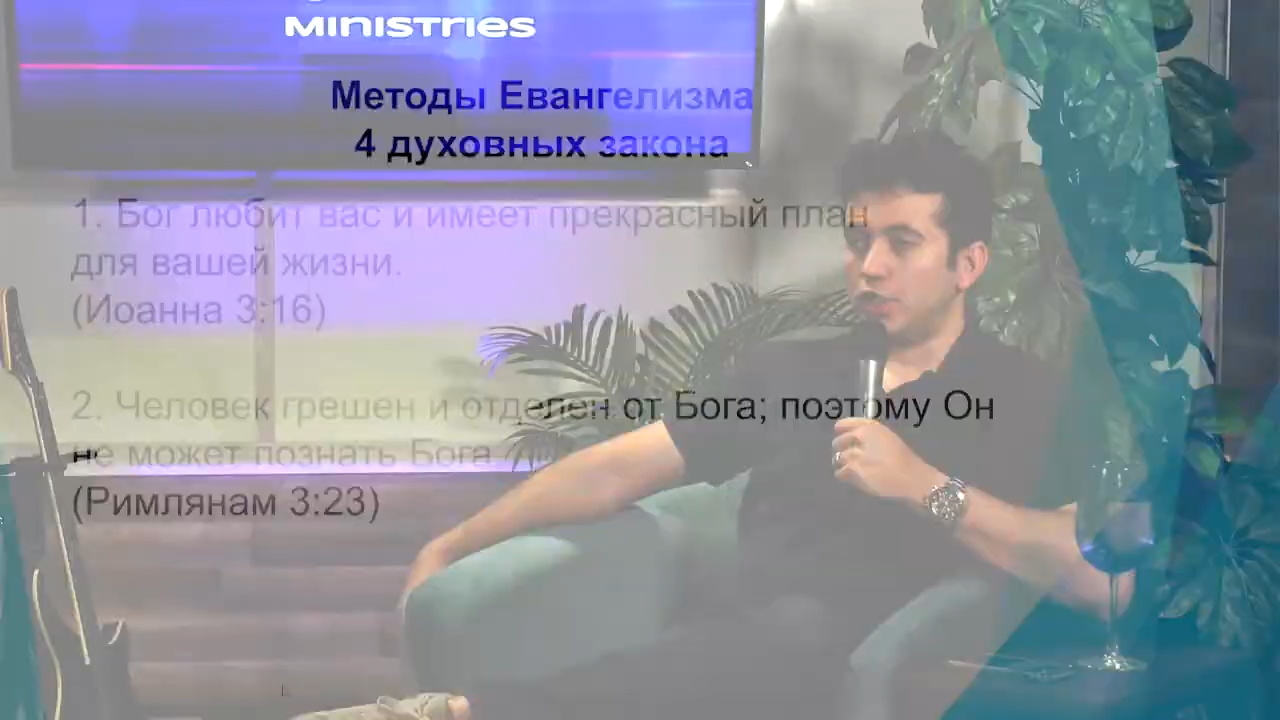 MINISTRIES
Методы Евангелизма
4 духовных закона
1. Бог любит вас и имеет прекрасный план
для вашей жизни.
(Иоанна 3:16)
2. Человек грешен и отделен от Бога; поэтому Он
не может познать Бога
(Римлянам 3:23)